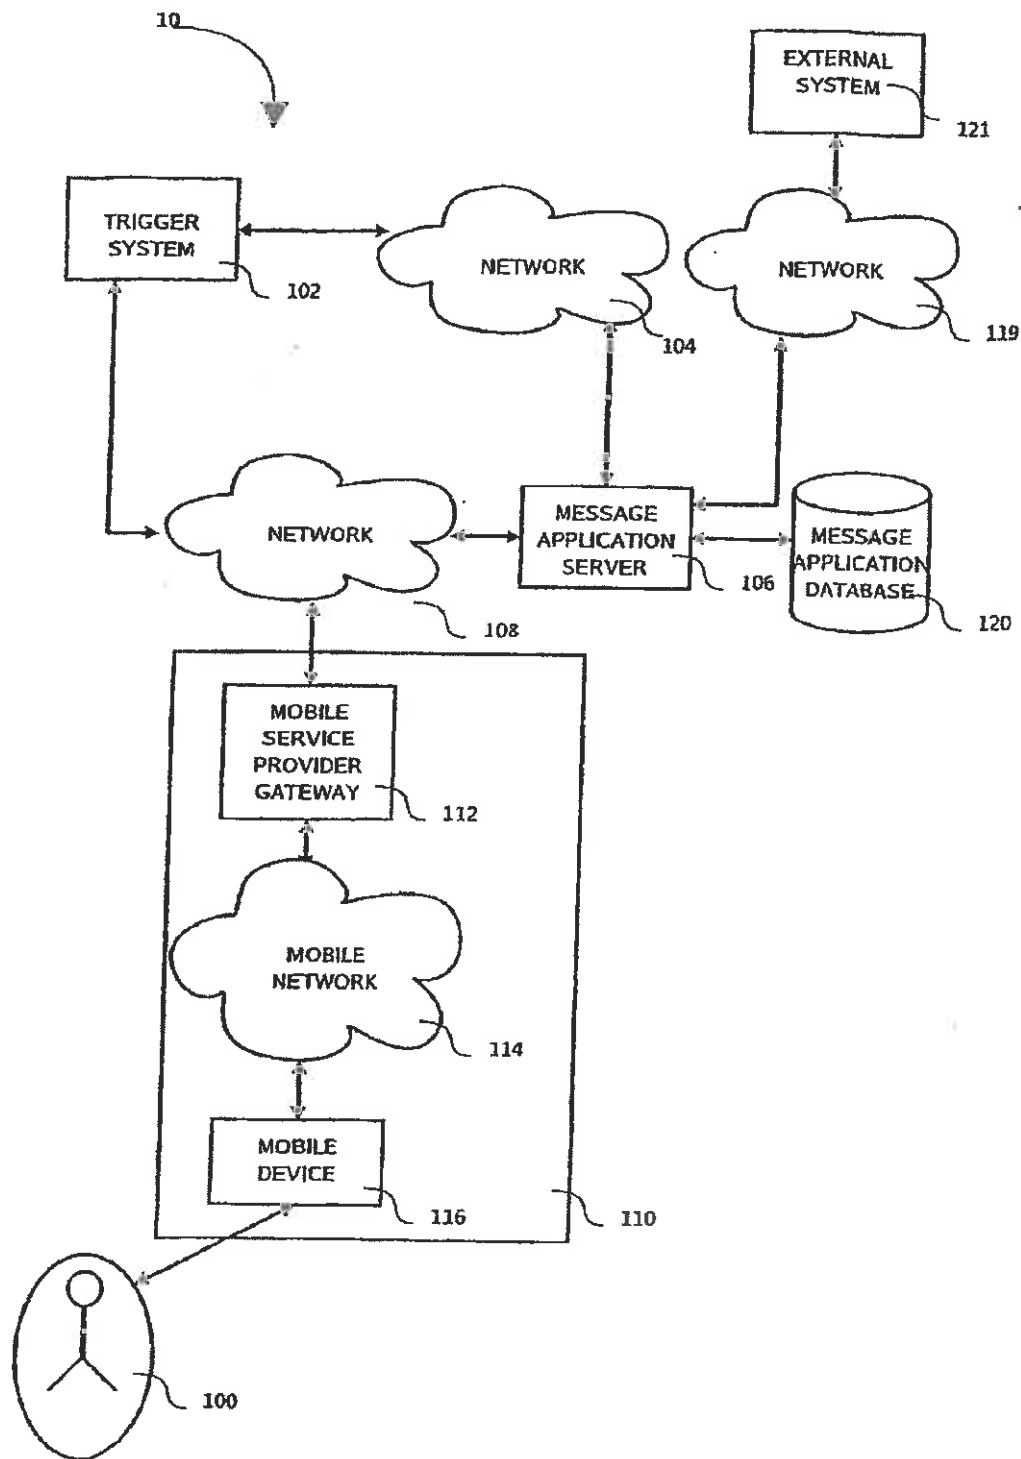 10
EXTERNAL
SYSTEM
121
TRIGGER
SYSTEM
102
NETWORK
104
NETWORK
119
NETWORK
108
MESSAGE
APPLICATION
SERVER
106
MESSAGE
APPLICATION
DATABASE
120
MOBILE
SERVICE
PROVIDER
GATEWAY
112
MOBILE
NETWORK
114
MOBILE
DEVICE
116
110
100